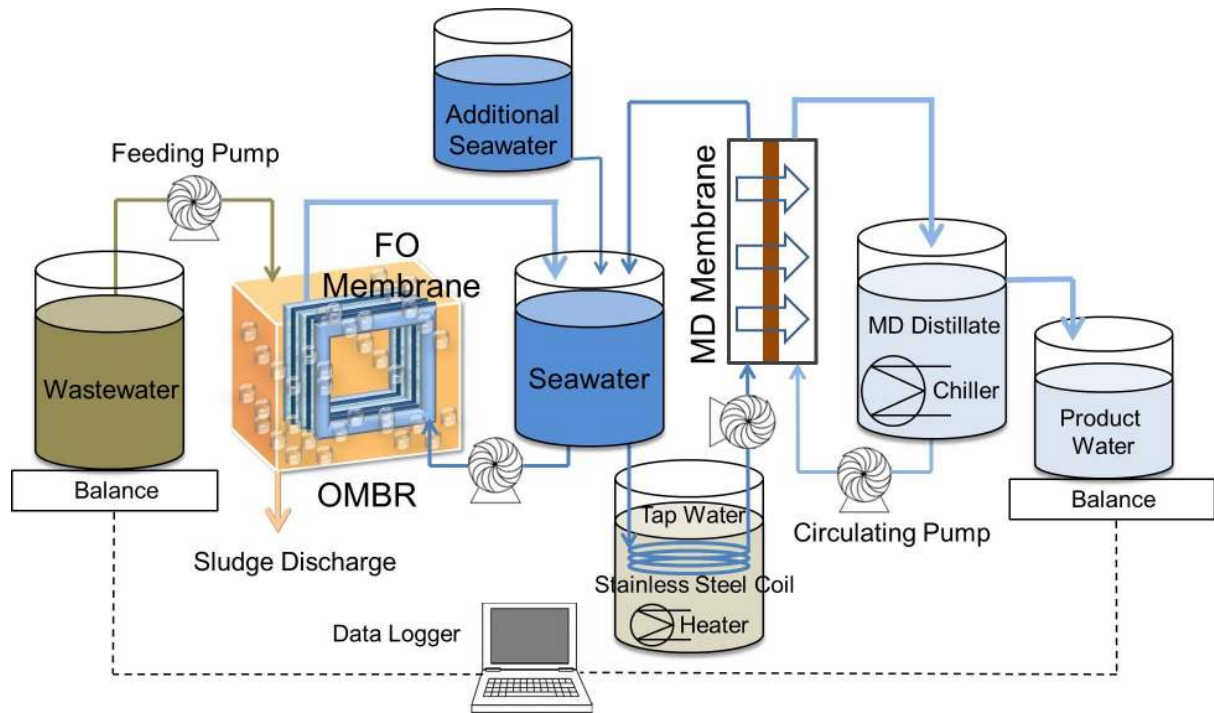 Additional
Seawater
Feeding Pump
FO
Membrane
MD Membrane
Wastewater
Seawater
MD Distillate
Chiller
Product
Water
Balance
OMBR
Tap Water
Circulating Pump
Balance
Sludge Discharge
Stainless Steel Coil
Data Logger
Heater